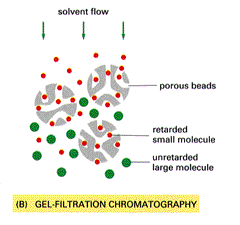 solvent flow
porous beads
retarded
small molecule
unretarded
large molecule
(B) GEL-FILTRATION CHROMATOGRAPHY